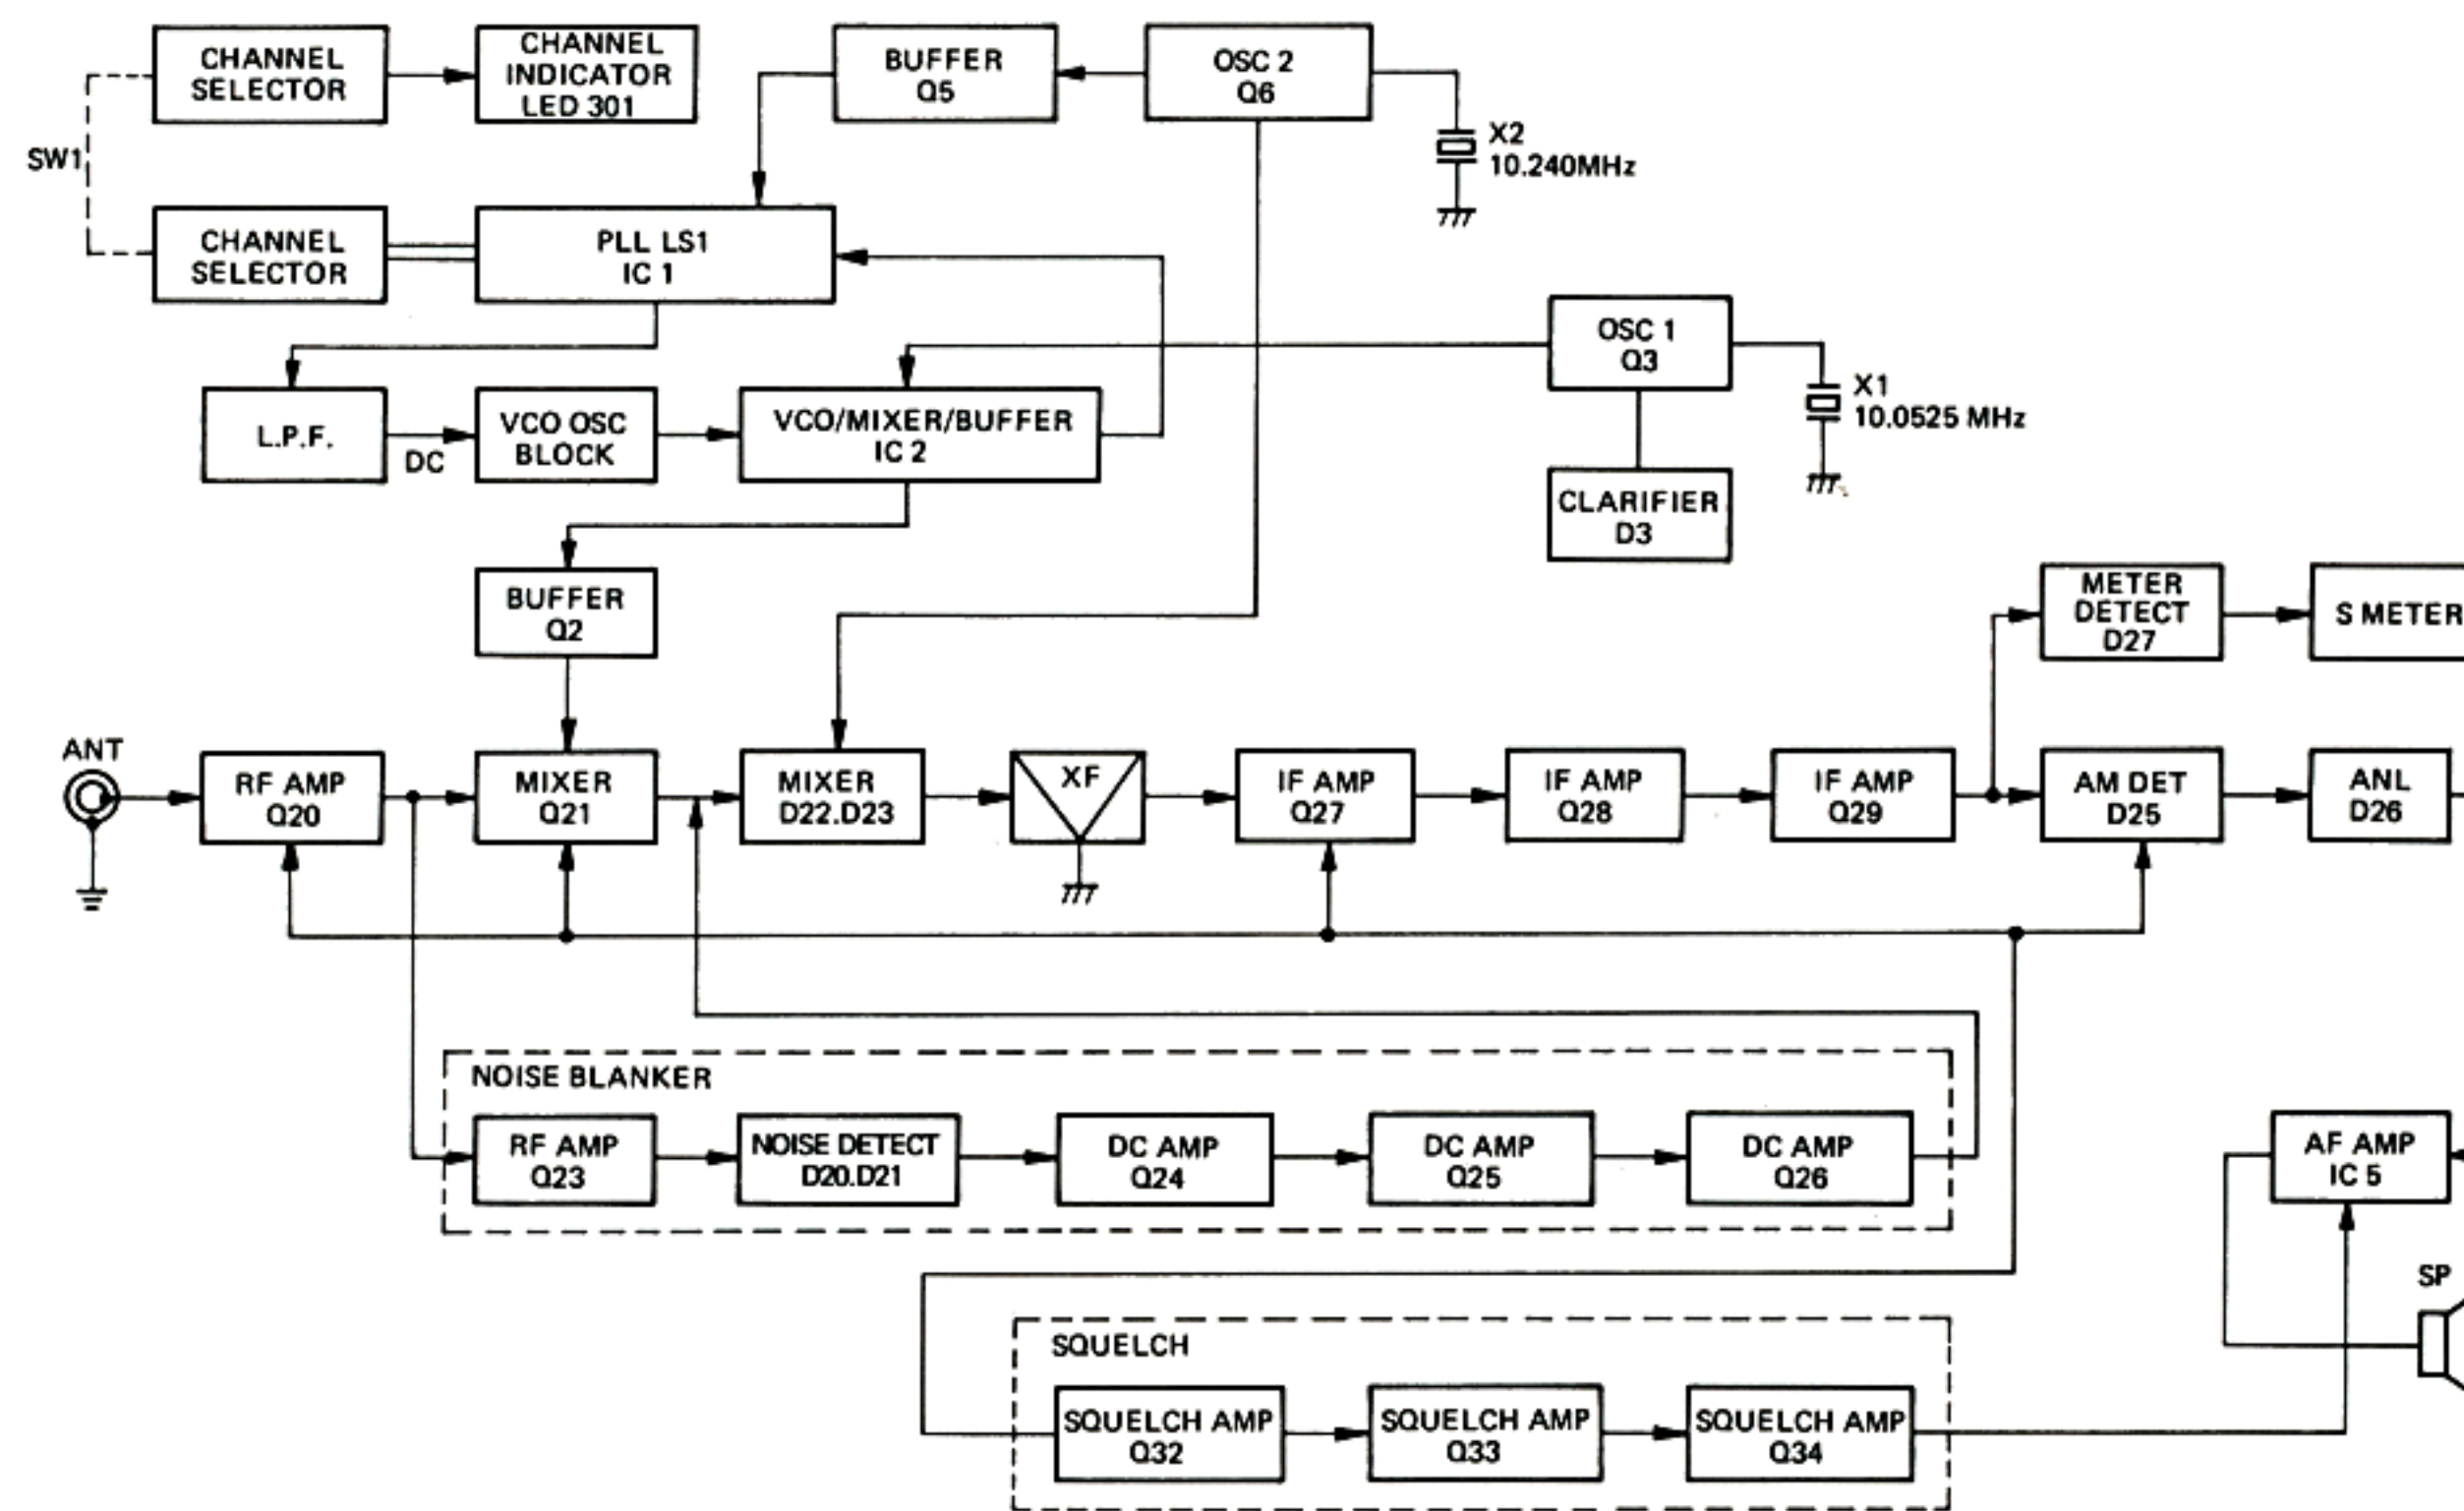 CHANNEL
SELECTOR
CHANNEL
INDICATOR
LED 301
BUFFER
Q5
OSC 2
Q6
X2
10.240MHz
SW1
CHANNEL
SELECTOR
PLL LS1
IC 1
OSC 1
Q3
X1
10.0525 MHz
L.P.F.
DC
VCO OSC
BLOCK
VCO/MIXER/BUFFER
IC 2
CLARIFIER
D3
BUFFER
Q2
METER
DETECT
D27
S METER
ANT
RF AMP
Q20
MIXER
Q21
MIXER
D22.D23
XF
IF AMP
Q27
IF AMP
Q28
IF AMP
Q29
AM DET
D25
ANL
D26
NOISE BLANKER
RF AMP
Q23
NOISE DETECT
D20.D21
DC AMP
Q24
DC AMP
Q25
DC AMP
Q26
AF AMP
IC 5
SP
SQUELCH
SQUELCH AMP
Q32
SQUELCH AMP
Q33
SQUELCH AMP
Q34